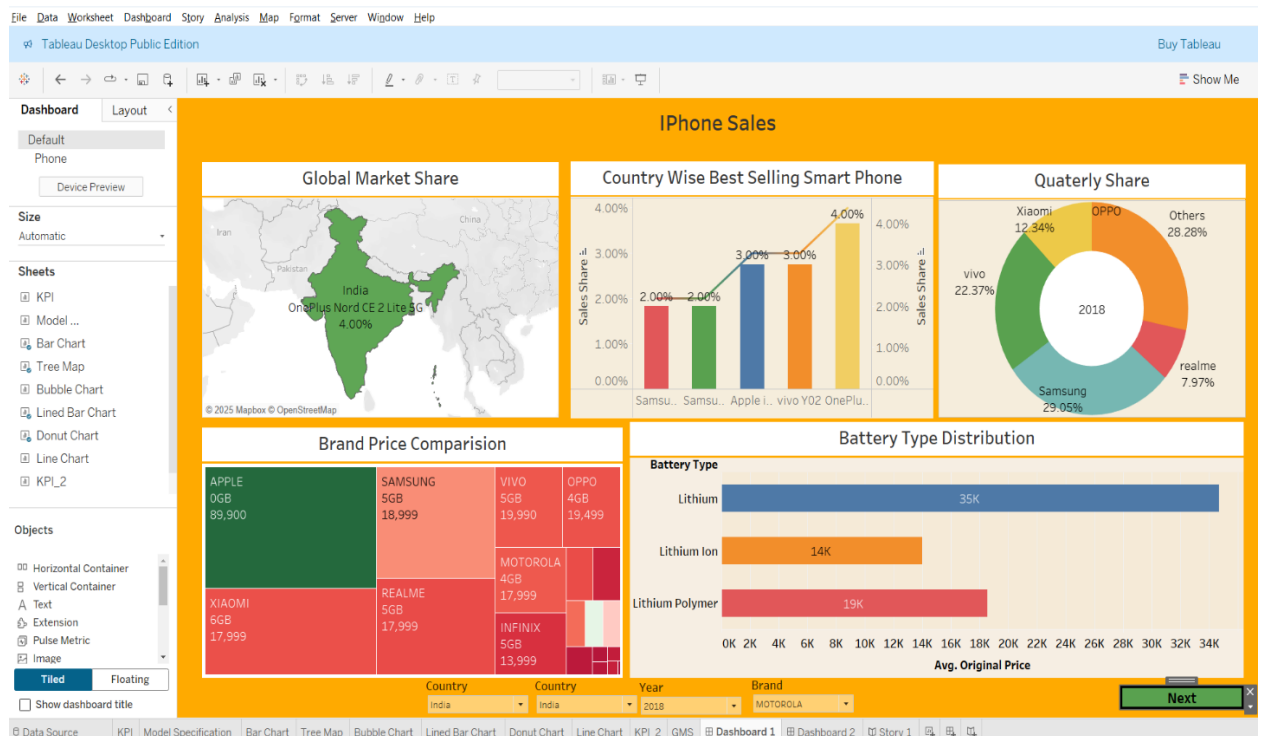 File Data Worksheet Dashboard Story Analysis Map Format Server Window Help
Tableau Desktop Public Edition
Buy Tableau
Show Me
Dashboard Layout
Default
Phone
Device Preview
Size
Automatic
Sheets
KPI
Model ...
Bar Chart
Tree Map
Bubble Chart
Lined Bar Chart
Donut Chart
Line Chart
KPI_2
Objects
Horizontal Container
Vertical Container
Text
Extension
Pulse Metric
Image
Tiled Floating
Show dashboard title
IPhone Sales
Global Market Share
Iran
China
Pakistan
India
OnePlus Nord CE 2 Lite 5G
4.00%
© 2025 Mapbox © OpenStreetMap
Country Wise Best Selling Smart Phone
Sales Share
4.00%
3.00%
2.00%
1.00%
0.00%
2.00% 2.00% 3.00% 3.00% 4.00%
4.00%
3.00%
2.00%
1.00%
0.00%
Sales Share
Samsu.. Samsu.. Apple i.. vivo Y02 OnePlu..
Quaterly Share
Xiaomi
12.34%
OPPO
Others
28.28%
vivo
22.37%
2018
realme
7.97%
Samsung
29.05%
Brand Price Comparision
APPLE
0GB
89,900
SAMSUNG
5GB
18,999
VIVO
5GB
19,990
OPPO
4GB
19,499
XIAOMI
6GB
17,999
REALME
5GB
17,999
MOTOROLA
4GB
17,999
INFINIX
5GB
13,999
Battery Type Distribution
Battery Type
Lithium 35K
Lithium Ion 14K
Lithium Polymer 19K
0K 2K 4K 6K 8K 10K 12K 14K 16K 18K 20K 22K 24K 26K 28K 30K 32K 34K
Avg. Original Price
Country Country Year Brand
India India 2018 MOTOROLA
Next
Data Source KPI Model Specification Bar Chart Tree Map Bubble Chart Lined Bar Chart Donut Chart Line Chart KPI_2 GMS Dashboard 1 Dashboard 2 Story 1